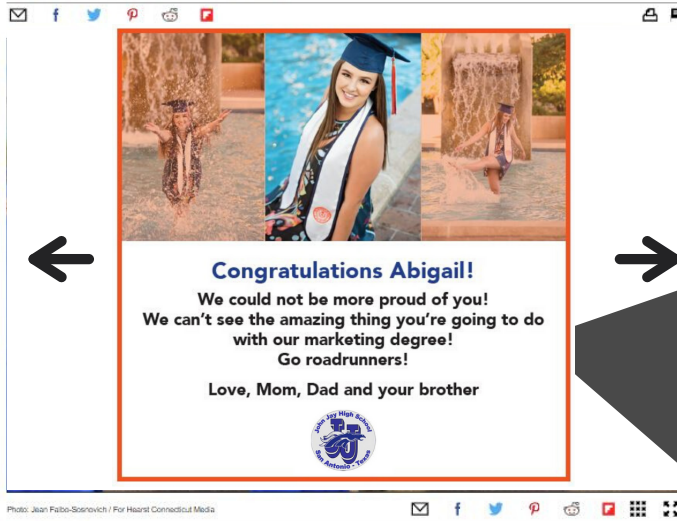 Congratulations Abigail!
We could not be more proud of you!
We can't see the amazing thing you're going to do
with our marketing degree!
Go roadrunners!
Love, Mom, Dad and your brother
John Jay High School
San Antonio - Texas
Photo: Jean Falbo-Sosnovich / For Hearst Connecticut Media